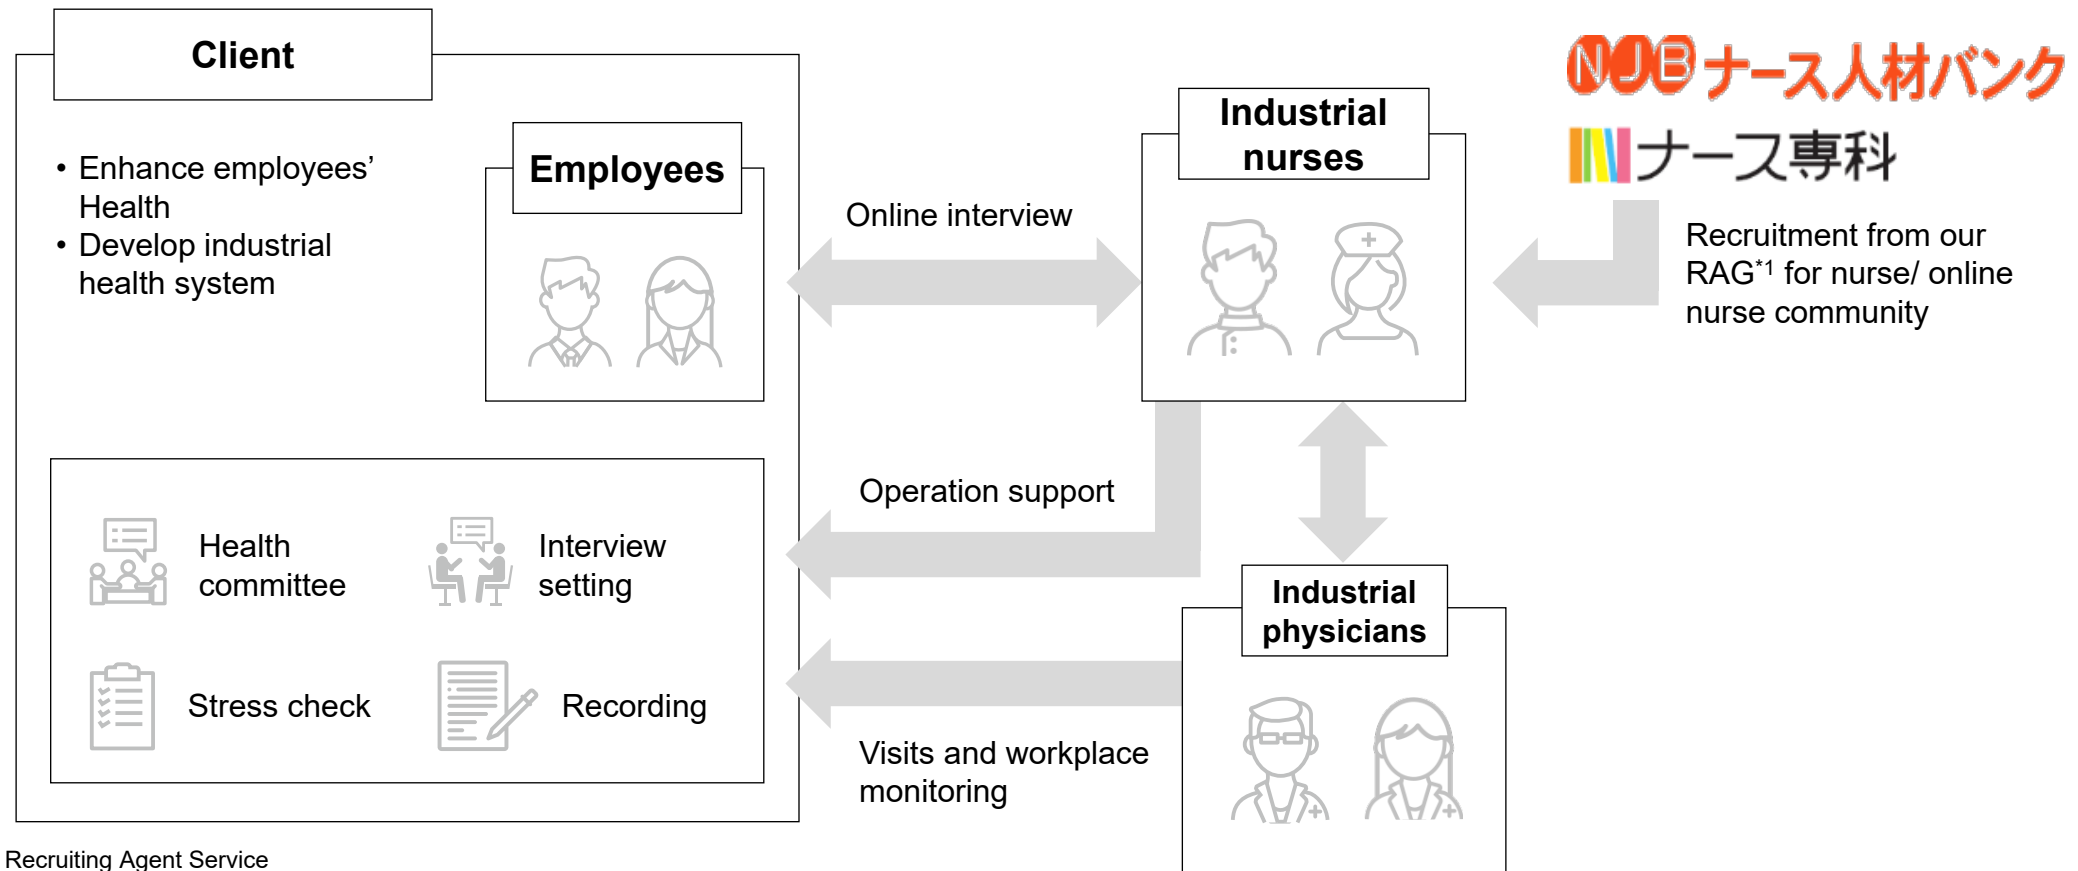 Client
• Enhance employees’
Health
• Develop industrial
health system
Employees
Online interview
Industrial
nurses
NJB ナース人材バンク
ナース専科
Recruitment from our
RAG*1 for nurse/ online
nurse community
Operation support
Health
committee
Interview
setting
Stress check
Recording
Industrial
physicians
Visits and workplace
monitoring
Recruiting Agent Service